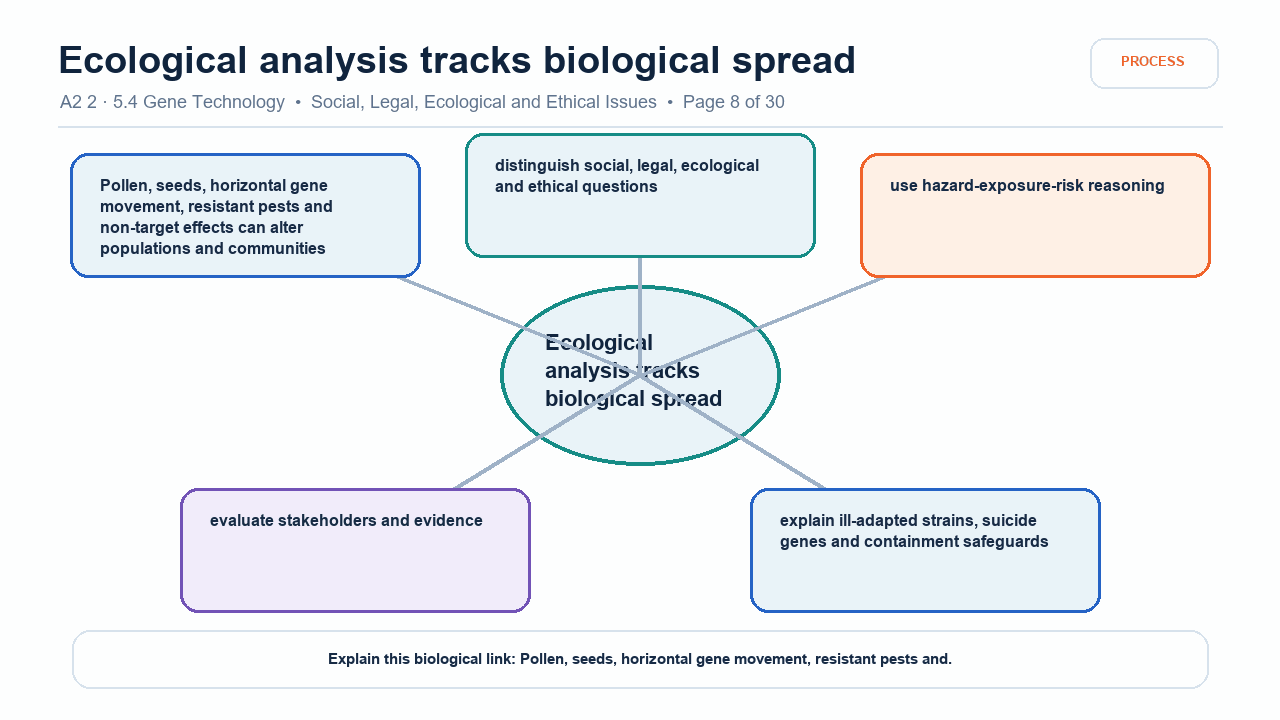 Ecological analysis tracks biological spread
PROCESS
A2 2 · 5.4 Gene Technology • Social, Legal, Ecological and Ethical Issues • Page 8 of 30
Pollen, seeds, horizontal gene
movement, resistant pests and
non-target effects can alter
populations and communities
distinguish social, legal, ecological
and ethical questions
use hazard-exposure-risk reasoning
Ecological
analysis tracks
biological spread
evaluate stakeholders and evidence
explain ill-adapted strains, suicide
genes and containment safeguards
Explain this biological link: Pollen, seeds, horizontal gene movement, resistant pests and.